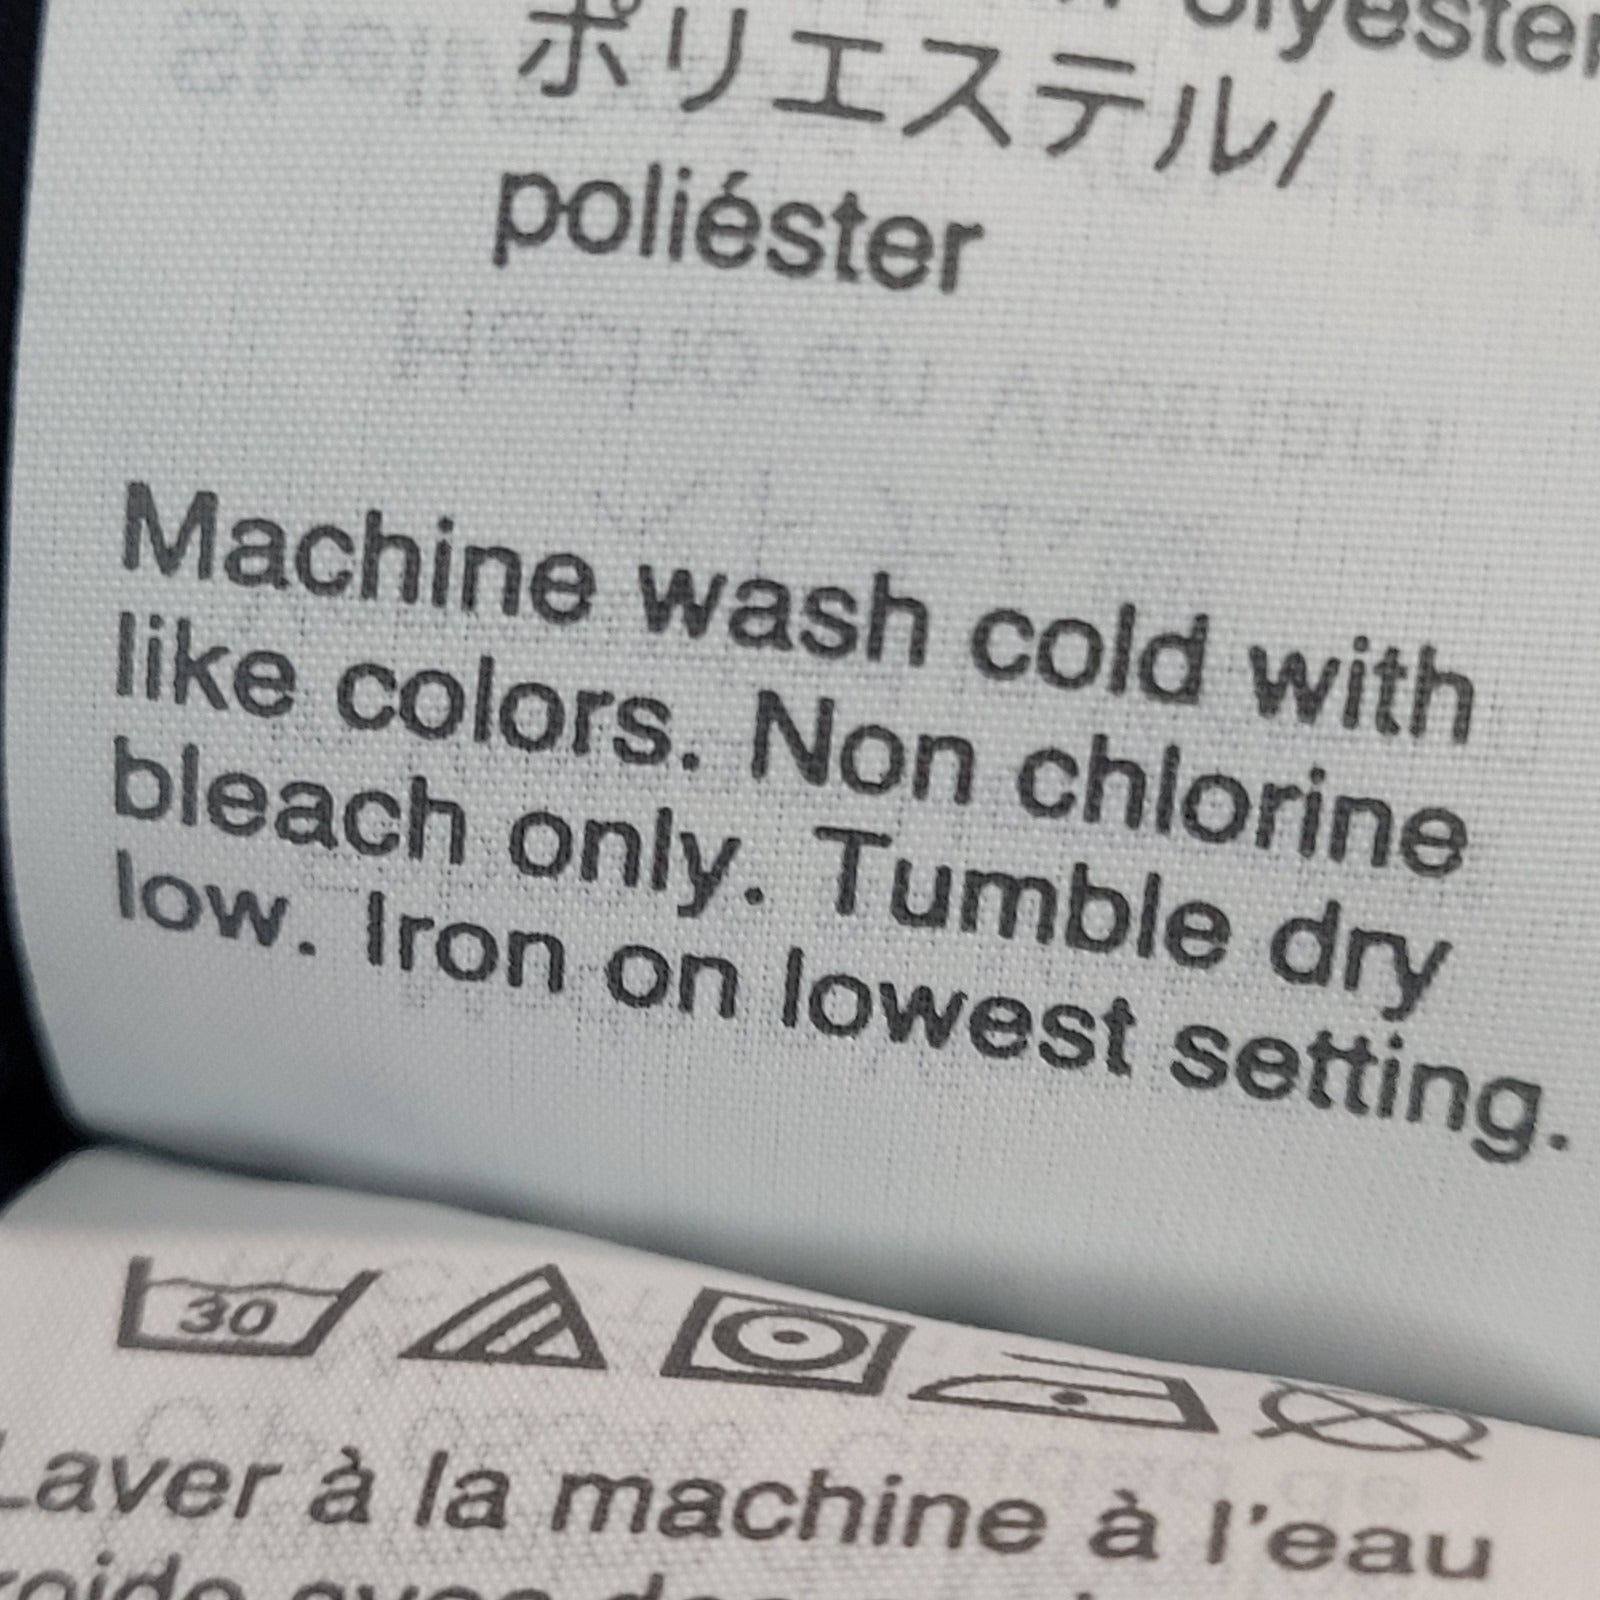 polyester
ポリエステル/
poliéster
Machine wash cold with
like colors. Non chlorine
bleach only. Tumble dry
low. Iron on lowest setting.
30
Laver à la machine à l'eau